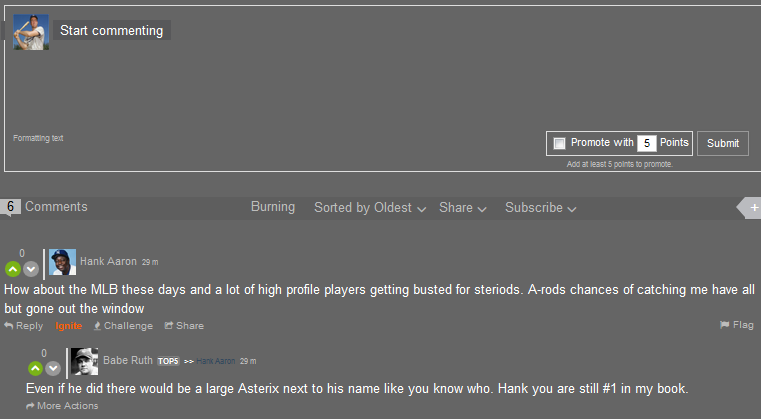 Start commenting
Formatting text
Promote with 5 Points Submit
Add at least 5 points to promote.
6 Comments Burning Sorted by Oldest Share Subscribe +
0
Hank Aaron 29 m
How about the MLB these days and a lot of high profile players getting busted for steriods. A-rods chances of catching me have all
but gone out the window
Reply Ignite Challenge Share Flag
0
Babe Ruth TOP5 >> Hank Aaron 29 m
Even if he did there would be a large Asterix next to his name like you know who. Hank you are still #1 in my book.
More Actions